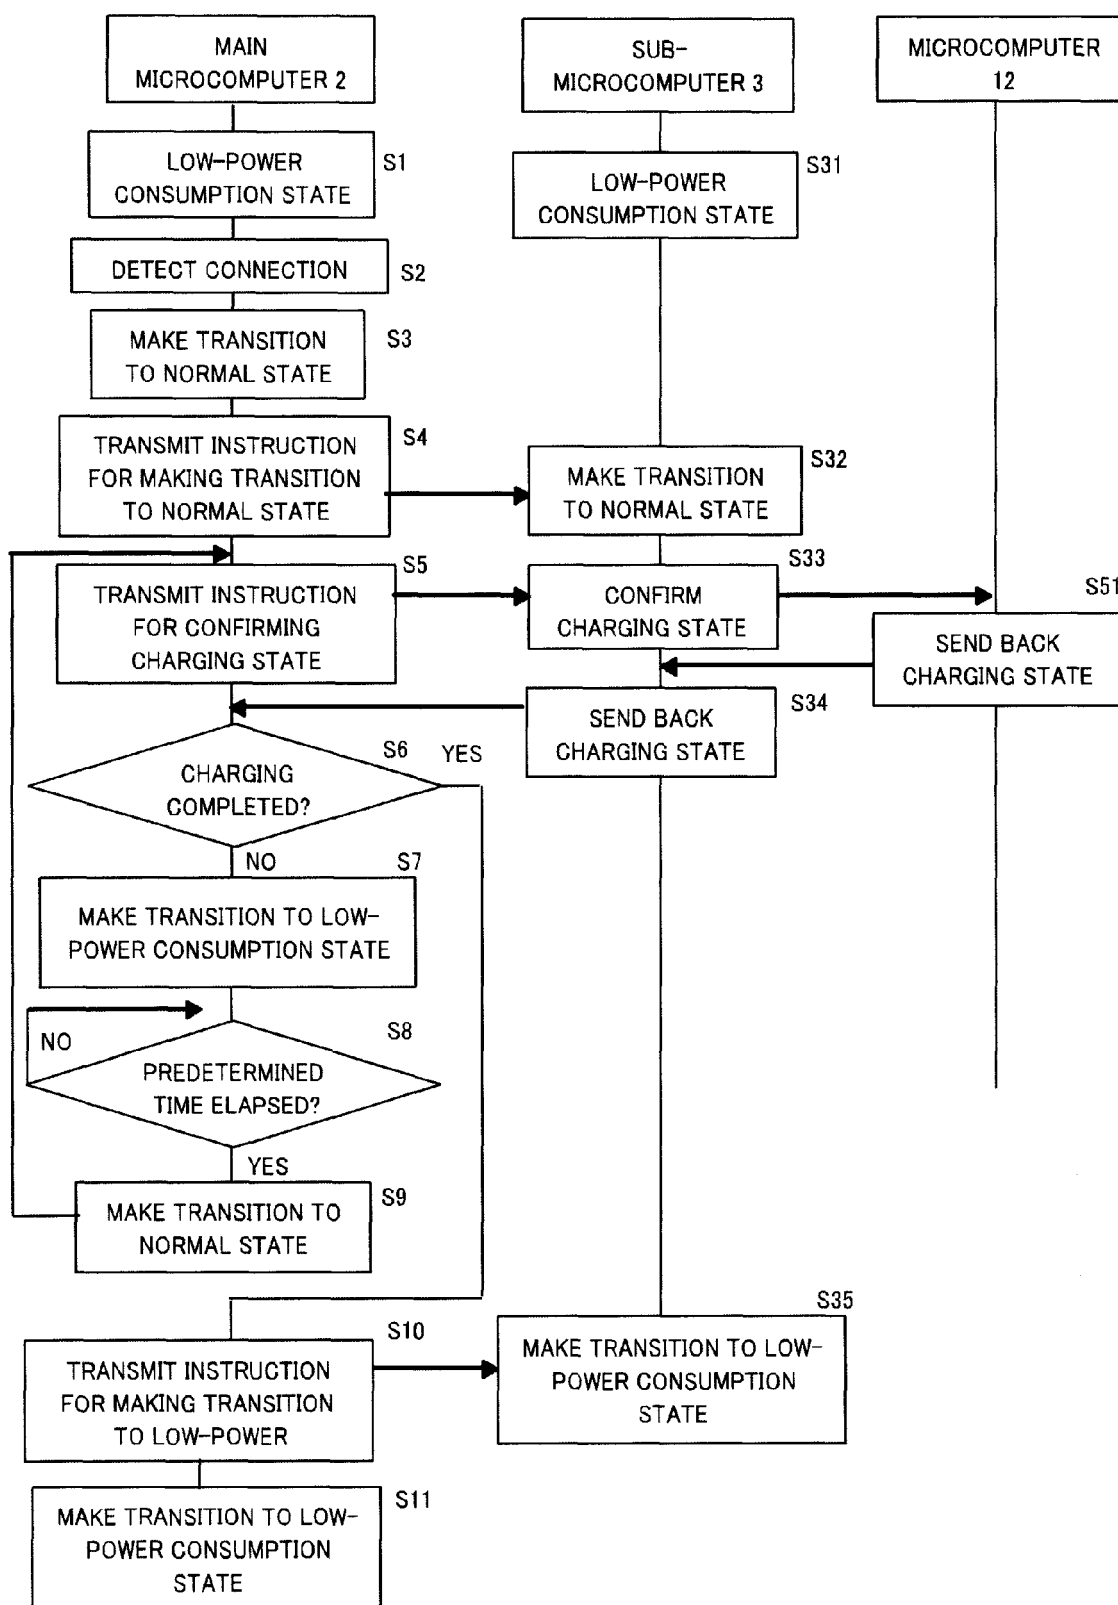 MAIN
MICROCOMPUTER 2
SUB-
MICROCOMPUTER 3
MICROCOMPUTER
12
LOW-POWER
CONSUMPTION STATE
S1
LOW-POWER
CONSUMPTION STATE
S31
DETECT CONNECTION
S2
MAKE TRANSITION
TO NORMAL STATE
S3
TRANSMIT INSTRUCTION
FOR MAKING TRANSITION
TO NORMAL STATE
S4
MAKE TRANSITION
TO NORMAL STATE
S32
TRANSMIT INSTRUCTION
FOR CONFIRMING
CHARGING STATE
S5
CONFIRM
CHARGING STATE
S33
SEND BACK
CHARGING STATE
S51
SEND BACK
CHARGING STATE
S34
CHARGING
COMPLETED?
S6
YES
NO
S7
MAKE TRANSITION TO LOW-
POWER CONSUMPTION STATE
NO
S8
PREDETERMINED
TIME ELAPSED?
YES
S9
MAKE TRANSITION TO
NORMAL STATE
S10
TRANSMIT INSTRUCTION
FOR MAKING TRANSITION
TO LOW-POWER
S35
MAKE TRANSITION TO LOW-
POWER CONSUMPTION
STATE
S11
MAKE TRANSITION TO LOW-
POWER CONSUMPTION
STATE